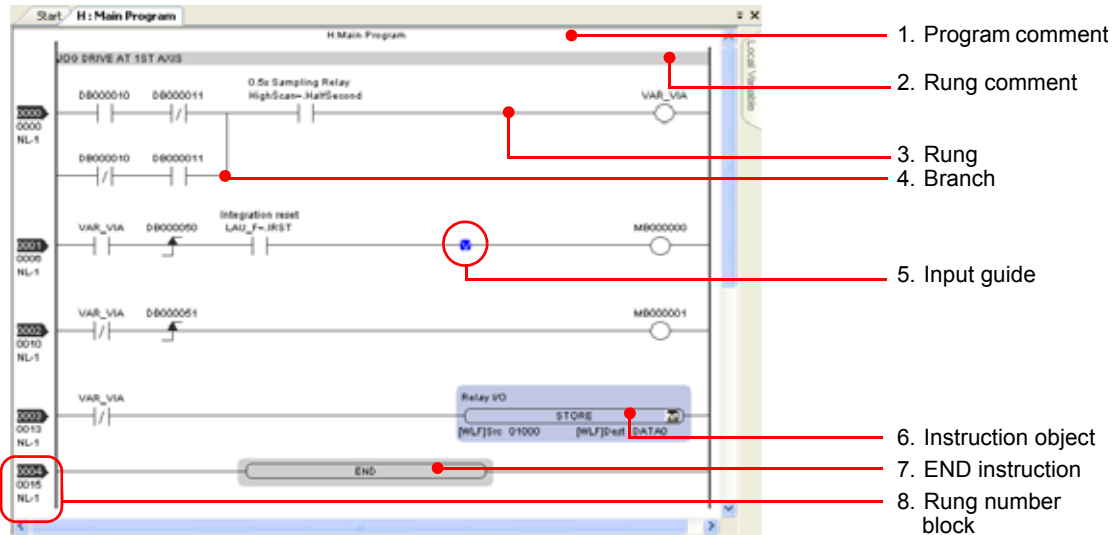 Start H : Main Program
H:Main Program
1. Program comment
JOG DRIVE AT 1ST AXIS
2. Rung comment
Local Variable
0.5s Sampling Relay
DB000010 DB000011 HighScan~.HalfSecond VAR_VIA
0000
0000
NL-1
3. Rung
DB000010 DB000011
4. Branch
Integration reset
VAR_VIA DB000050 LAU_F~.IRST MB000000
0001
0006
NL-1
5. Input guide
VAR_VIA DB000051 MB000001
0002
0010
NL-1
VAR_VIA Relay I/O
0003
STORE
0013
[WLF]Src 01000 [WLF]Dest DATA0
NL-1
6. Instruction object
0004
END
7. END instruction
0015
NL-1
8. Rung number
block